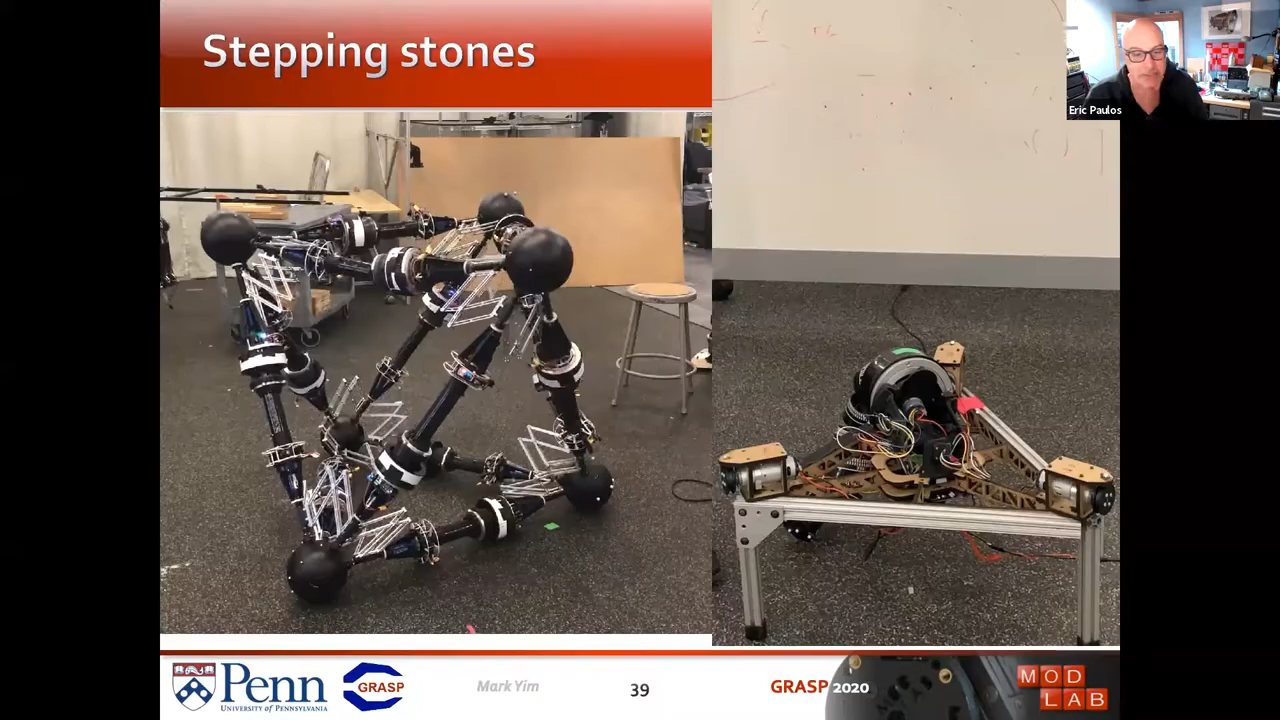 Stepping stones
Eric Paulos
Penn
UNIVERSITY of PENNSYLVANIA
GRASP
Mark Yim
39
GRASP 2020
MOD
LAB